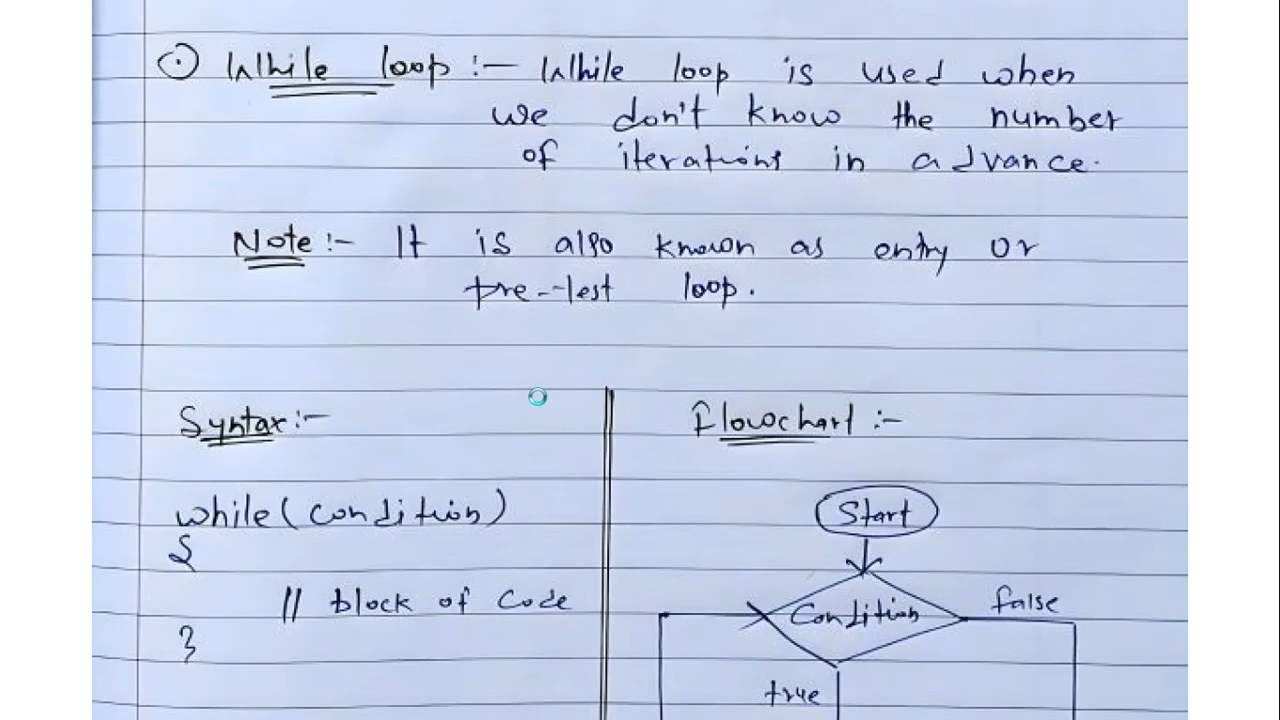 ⊙ While loop :- While loop is used when
we don't know the number
of iterations in advance.
Note :- It is also known as entry or
pre-test loop.
Syntax :-
while (condition)
{
// block of code
}
Flowchart :-
Start
Condition
false
true